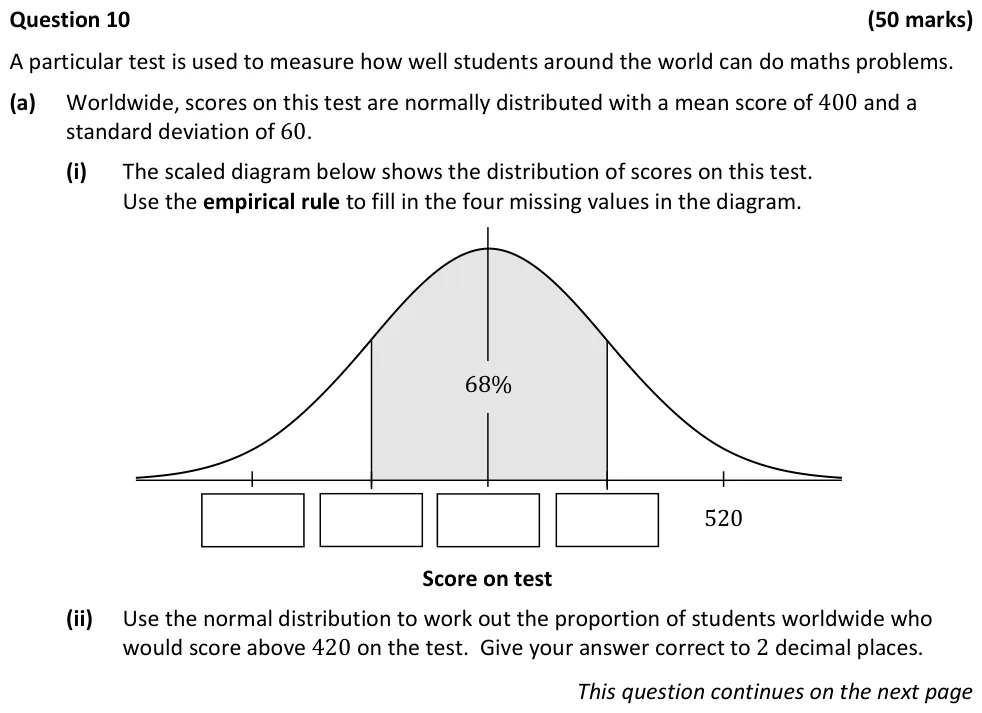 Question 10 (50 marks)
A particular test is used to measure how well students around the world can do maths problems.
(a) Worldwide, scores on this test are normally distributed with a mean score of 400 and a
standard deviation of 60.
(i) The scaled diagram below shows the distribution of scores on this test.
Use the empirical rule to fill in the four missing values in the diagram.
68%
520
Score on test
(ii) Use the normal distribution to work out the proportion of students worldwide who
would score above 420 on the test. Give your answer correct to 2 decimal places.
This question continues on the next page